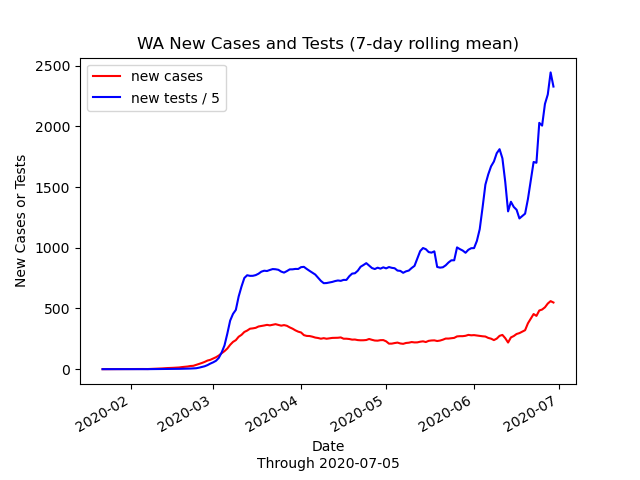 WA New Cases and Tests (7-day rolling mean)
new cases
new tests / 5
New Cases or Tests
2500
2000
1500
1000
500
0
2020-02
2020-03
2020-04
2020-05
2020-06
2020-07
Date
Through 2020-07-05